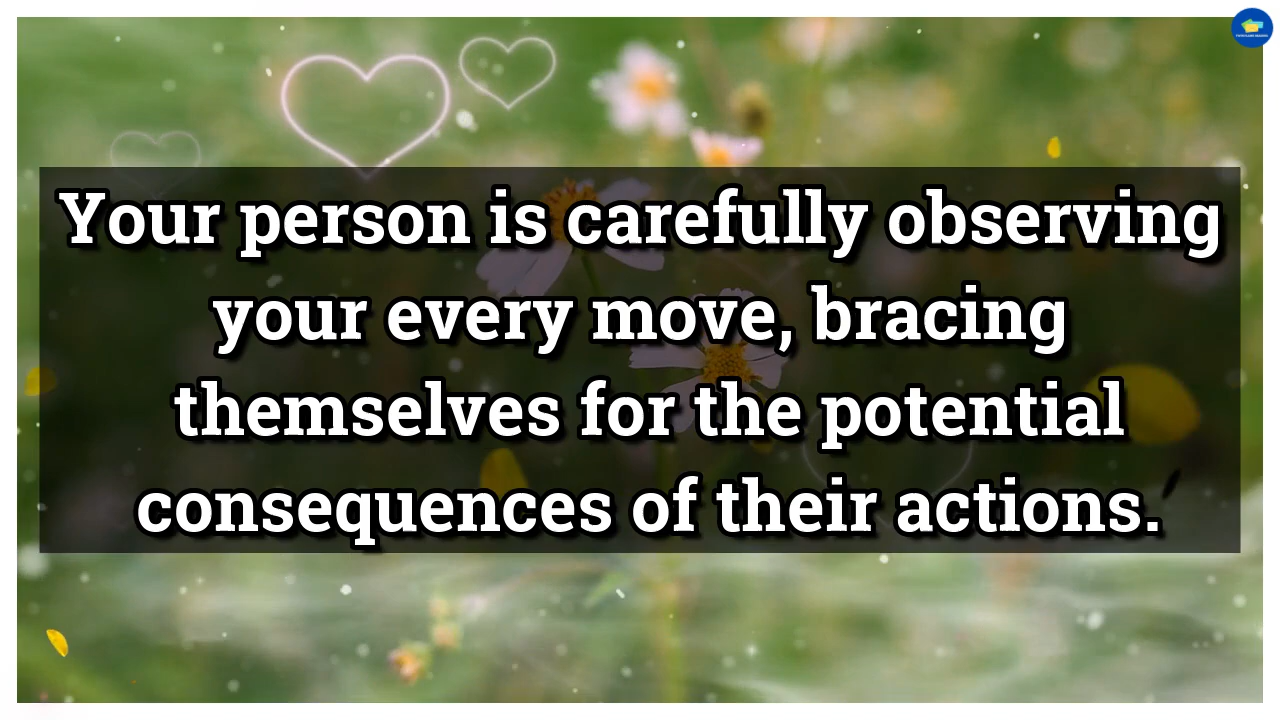 Your person is carefully observing
your every move, bracing
themselves for the potential
consequences of their actions.